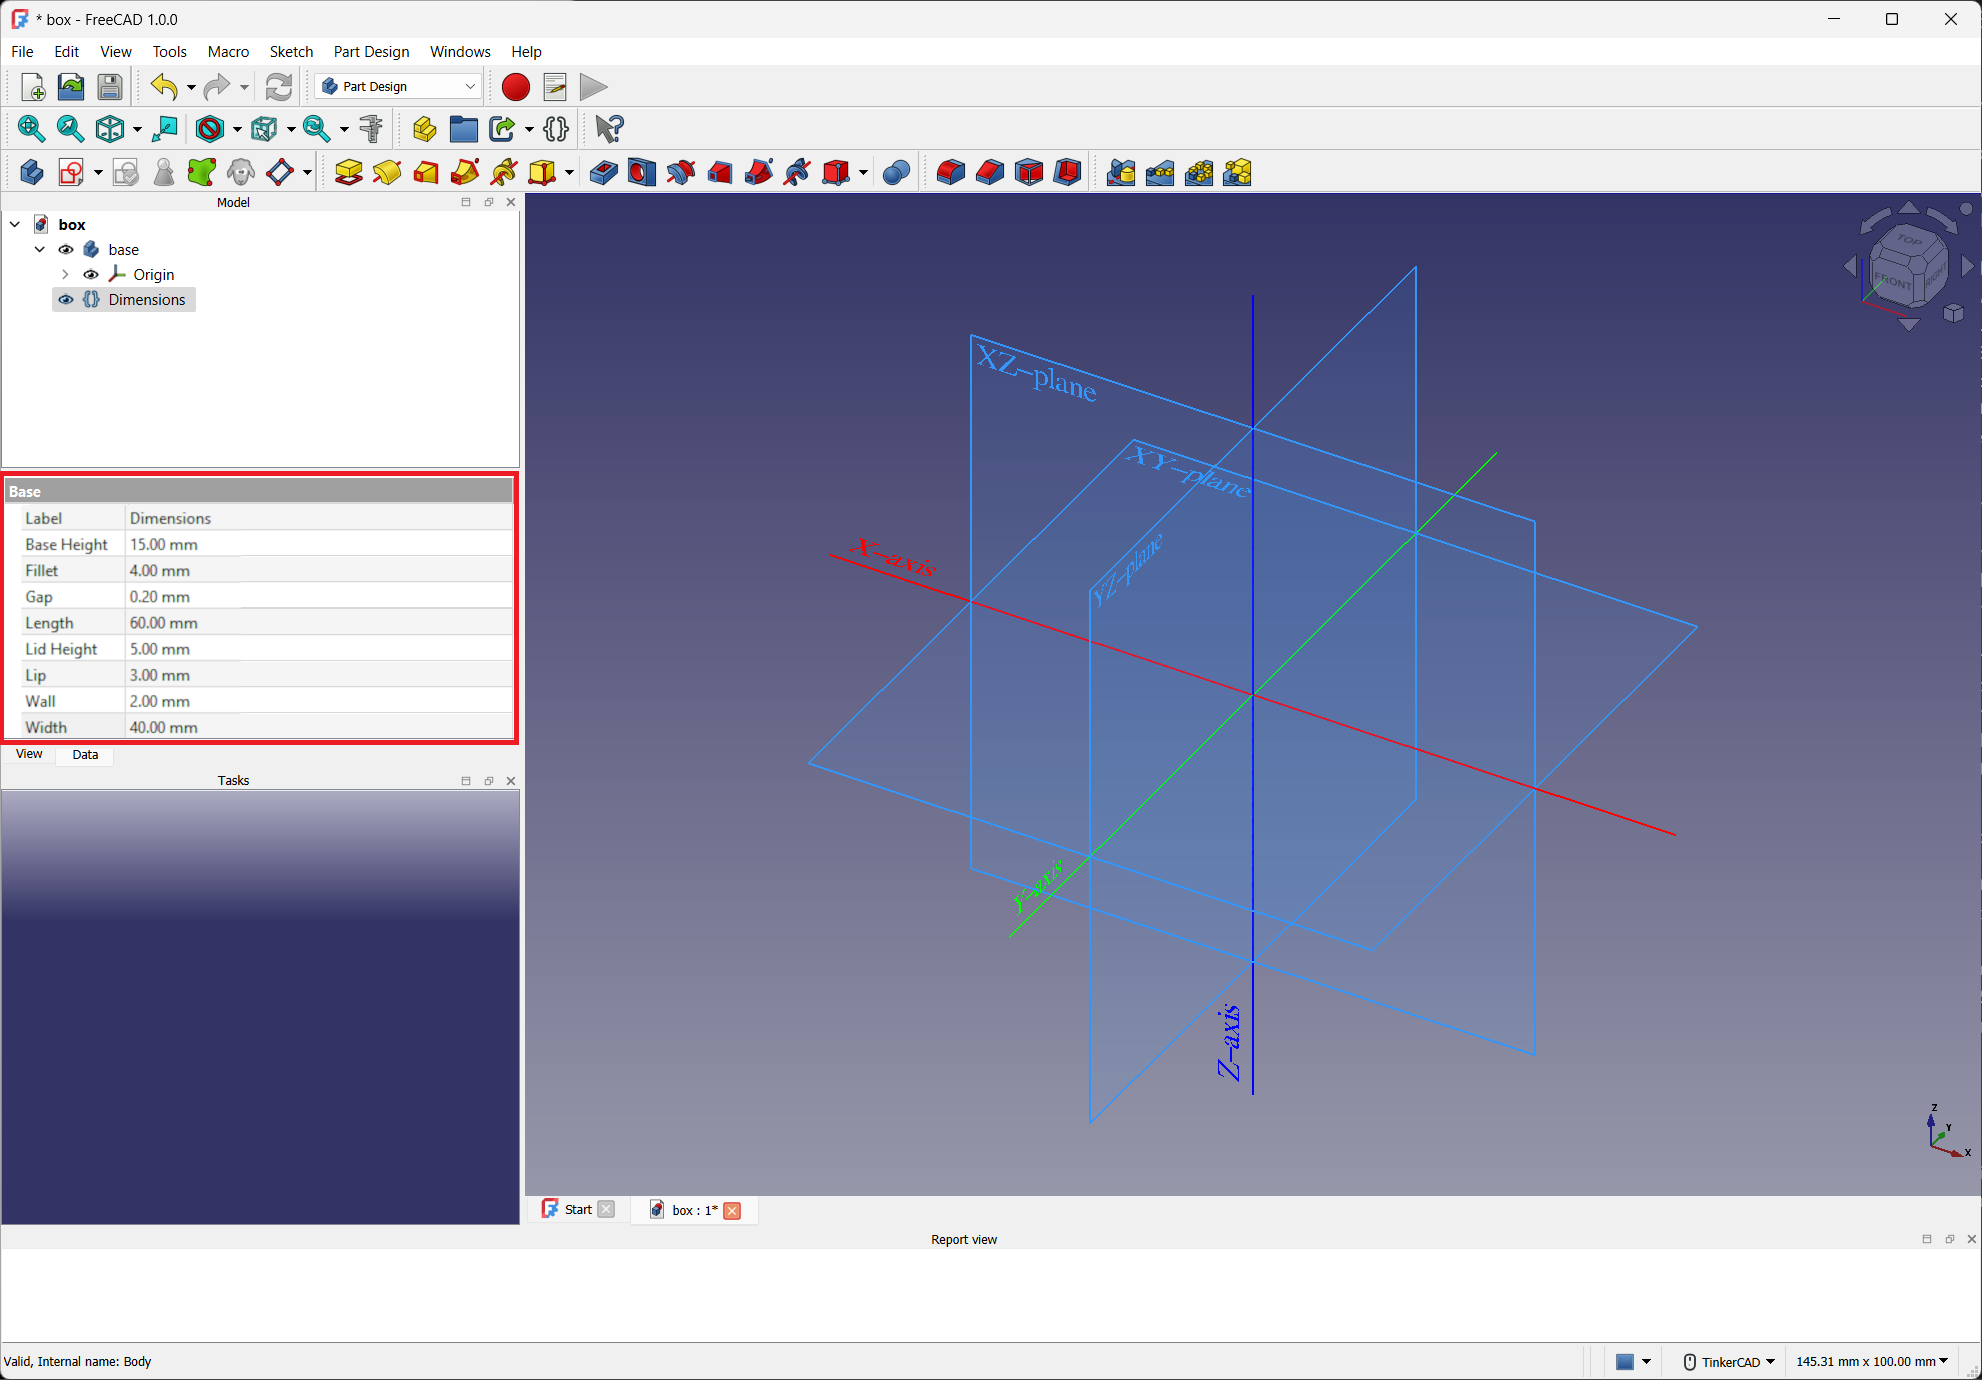 * box - FreeCAD 1.0.0
File Edit View Tools Macro Sketch Part Design Windows Help
Part Design
Model
box
base
Origin
Dimensions
Base
Label Dimensions
Base Height 15.00 mm
Fillet 4.00 mm
Gap 0.20 mm
Length 60.00 mm
Lid Height 5.00 mm
Lip 3.00 mm
Wall 2.00 mm
Width 40.00 mm
View Data
Tasks
XZ-plane
XY-plane
YZ-plane
X-axis
Y-axis
Z-axis
TOP
FRONT
RIGHT
Z
Y
X
Start
box : 1*
Report view
Valid, Internal name: Body
TinkerCAD
145.31 mm x 100.00 mm